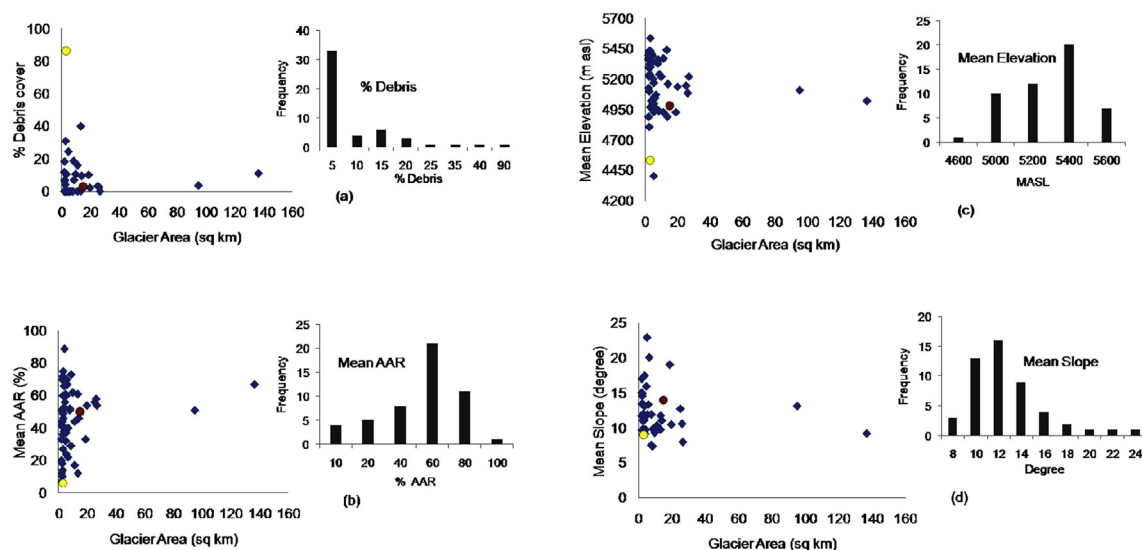 100
80
60
40
20
0
% Debris cover
0 20 40 60 80 100 120 140 160
Glacier Area (sq km)
40
30
20
10
0
Frequency
% Debris
5 10 15 20 25 35 40 90
% Debris
(a)
5700
5450
5200
4950
4700
4450
4200
Mean Elevation (m asl)
0 20 40 60 80 100 120 140 160
Glacier Area (sq km)
25
20
15
10
5
0
Frequency
Mean Elevation
4600 5000 5200 5400 5600
MASL
(c)
100
80
60
40
20
0
Mean AAR (%)
0 20 40 60 80 100 120 140 160
Glacier Area (sq km)
25
20
15
10
5
0
Frequency
Mean AAR
10 20 40 60 80 100
% AAR
(b)
25
20
15
10
5
0
Mean Slope (degree)
0 20 40 60 80 100 120 140 160
Glacier Area (sq km)
20
15
10
5
0
Frequency
Mean Slope
8 10 12 14 16 18 20 22 24
Degree
(d)